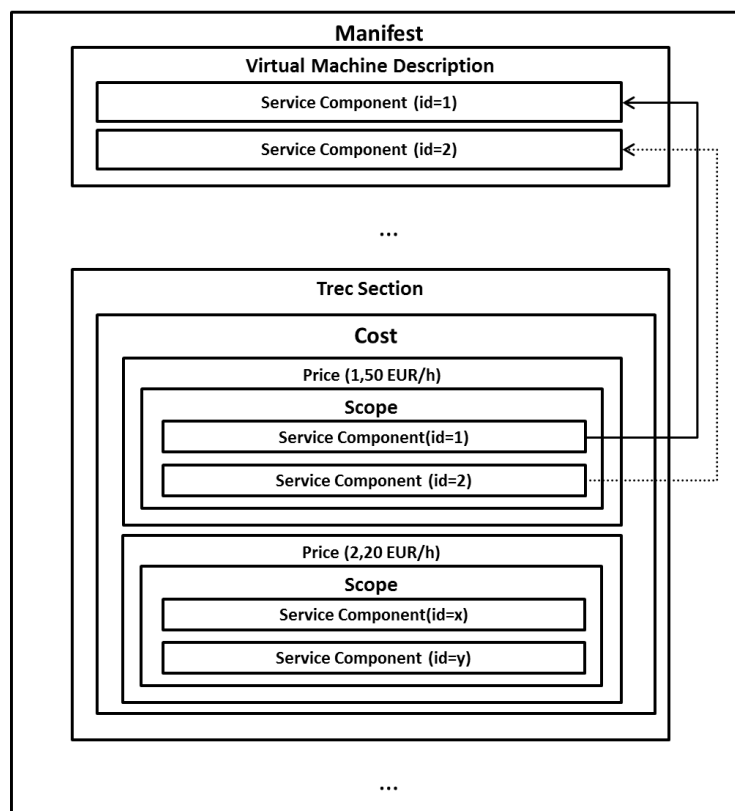 Manifest
Virtual Machine Description
Service Component (id=1)
Service Component (id=2)
...
Trec Section
Cost
Price (1,50 EUR/h)
Scope
Service Component(id=1)
Service Component (id=2)
Price (2,20 EUR/h)
Scope
Service Component(id=x)
Service Component (id=y)
...